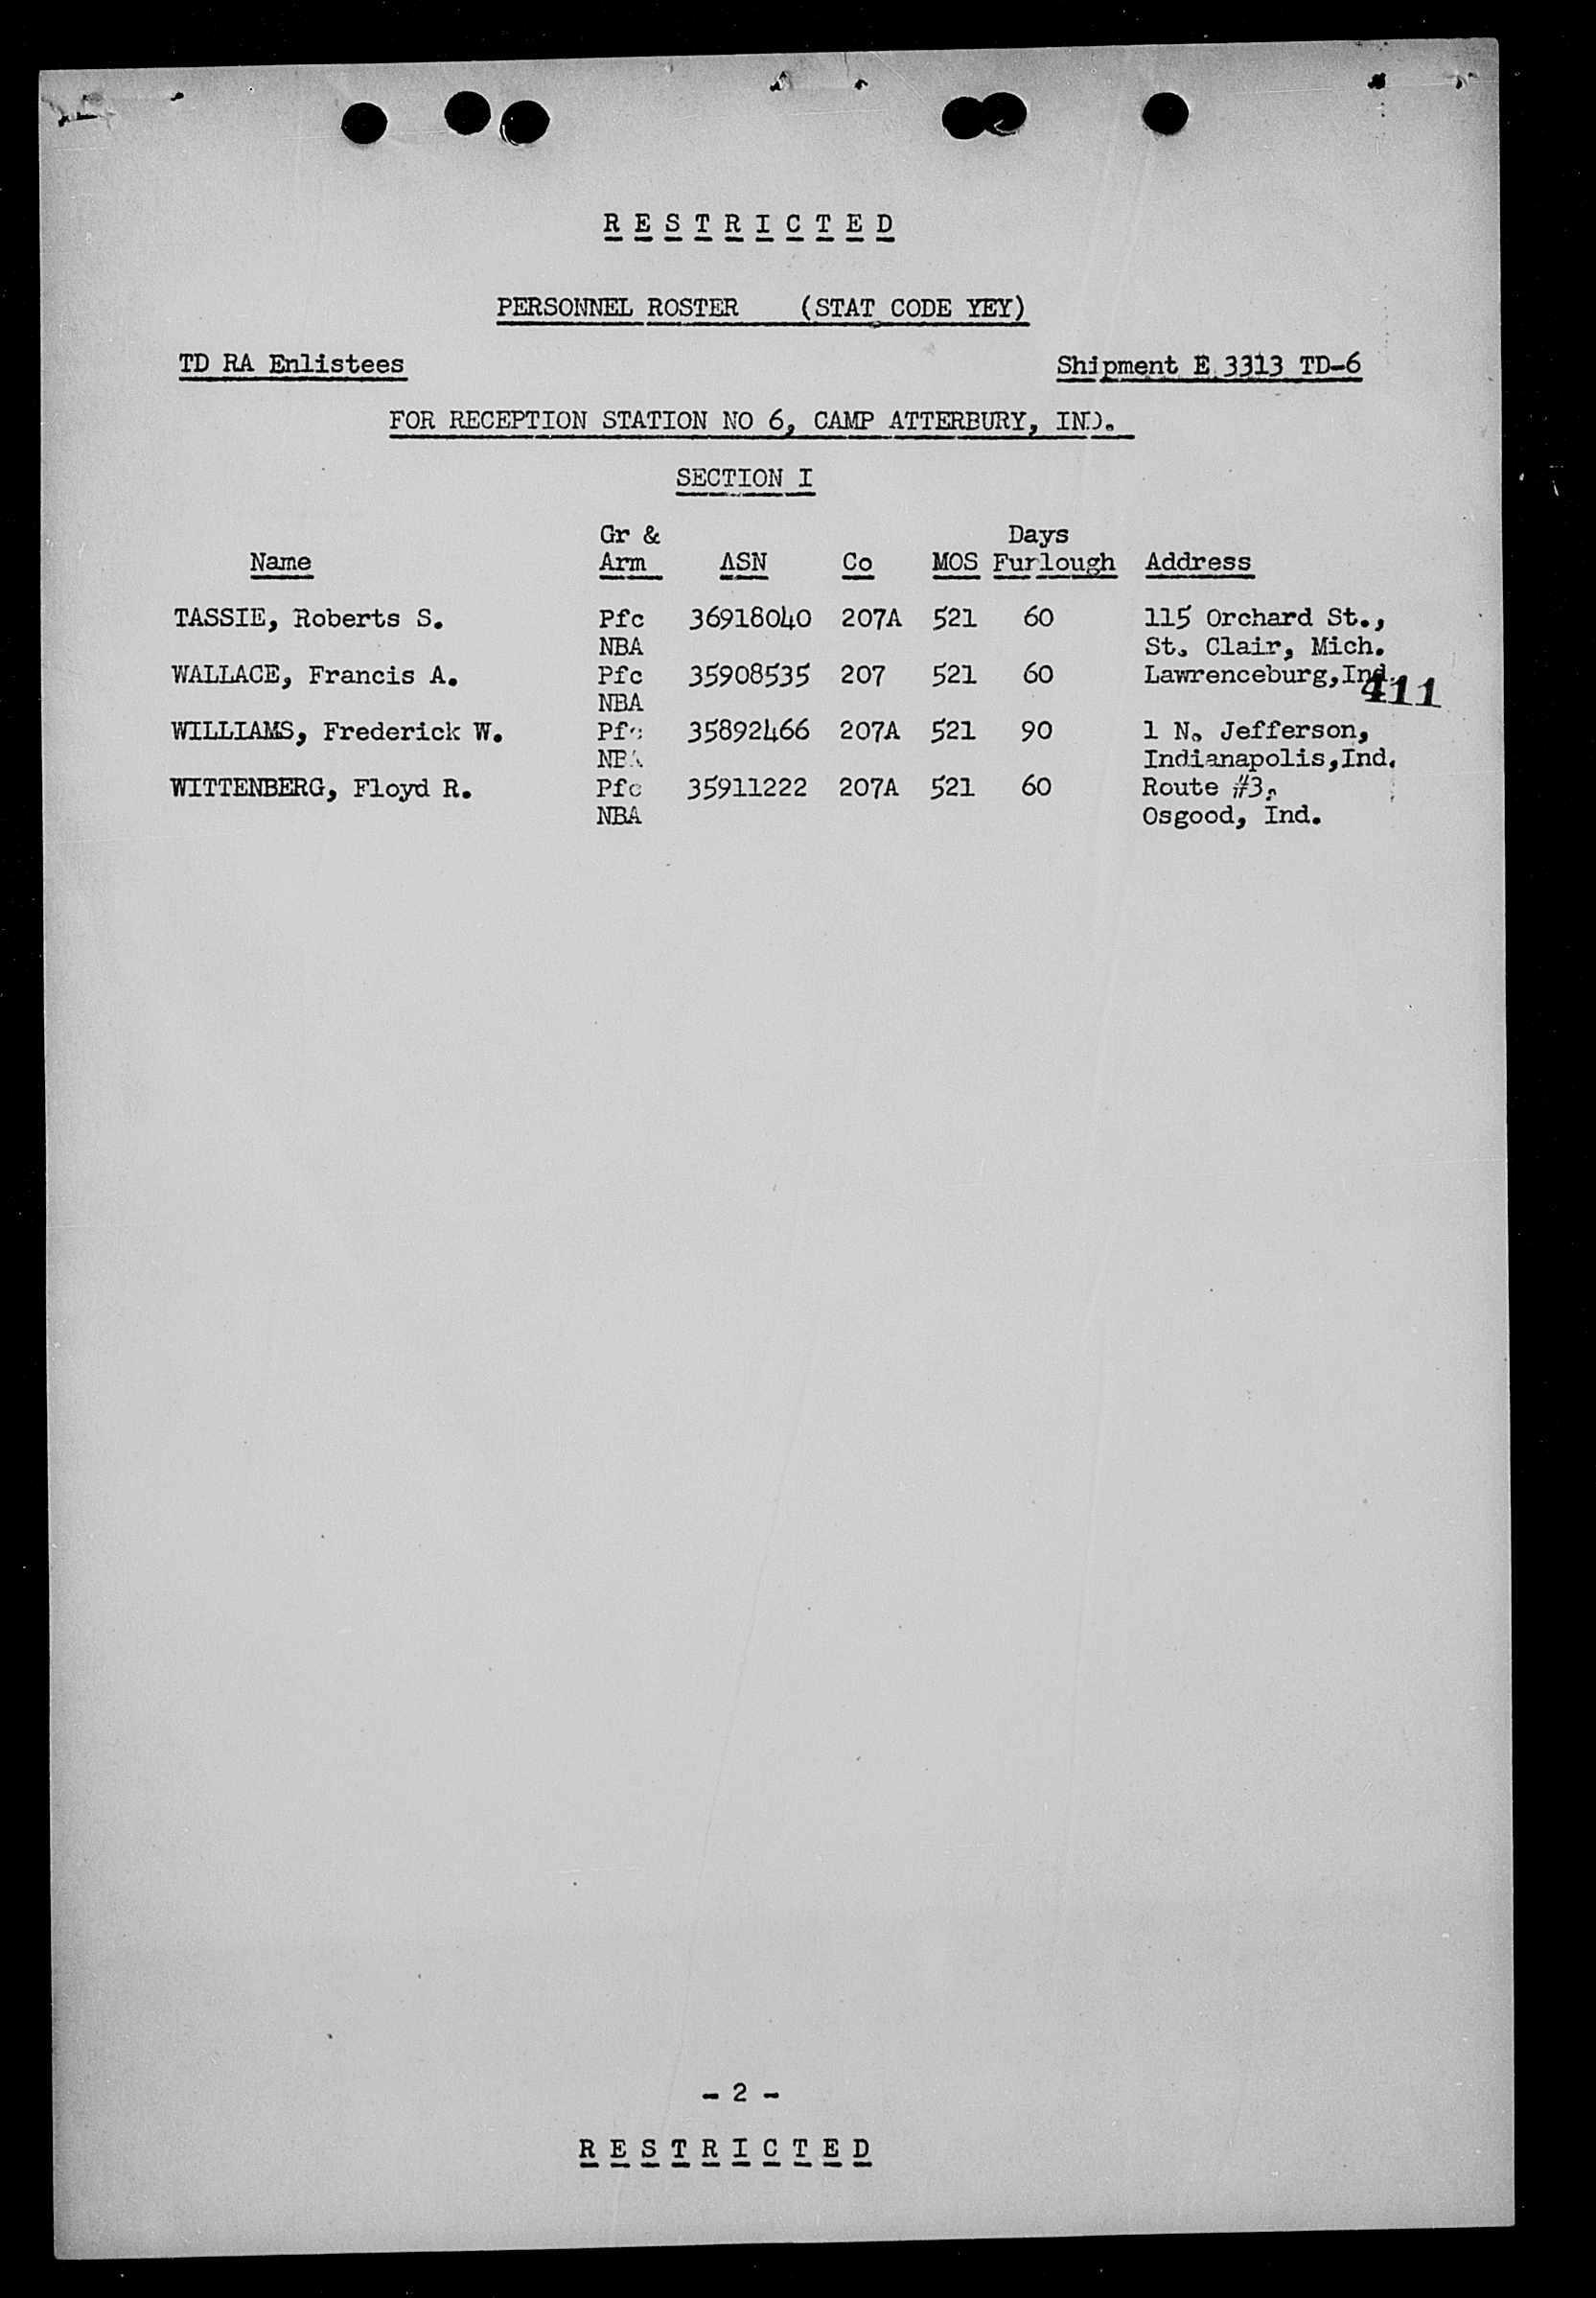 RESTRICTED
PERSONNEL ROSTER (STAT CODE YEY)
TD RA Enlistees Shipment E 3313 TD-6
FOR RECEPTION STATION NO 6, CAMP ATTERBURY, IND.
SECTION I
Gr & Days
Name Arm ASN Co MOS Furlough Address
TASSIE, Roberts S. Pfc 36918040 207A 521 60 115 Orchard St.,
NBA St. Clair, Mich.
WALLACE, Francis A. Pfc 35908535 207 521 60 Lawrenceburg,Ind.
NBA 411
WILLIAMS, Frederick W. Pfc 35892466 207A 521 90 1 N. Jefferson,
NBA Indianapolis,Ind.
WITTENBERG, Floyd R. Pfc 35911222 207A 521 60 Route #3,
NBA Osgood, Ind.
- 2 -
RESTRICTED